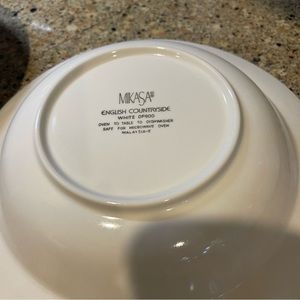 MIKASA®
ENGLISH COUNTRYSIDE
WHITE DP900
OVEN TO TABLE TO DISHWASHER
SAFE FOR MICROWAVE OVEN
MALAYSIA